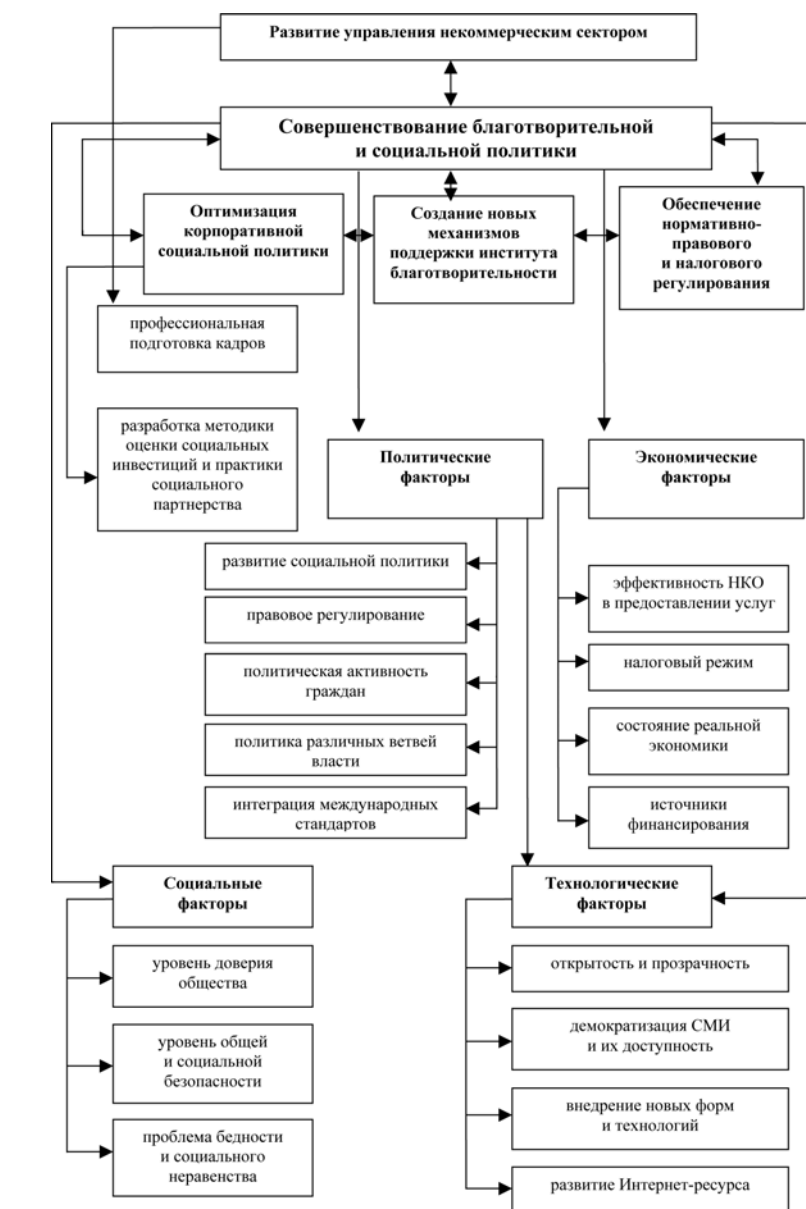 Развитие управления некоммерческим сектором
Совершенствование благотворительной
и социальной политики
Оптимизация
корпоративной
социальной политики
Создание новых
механизмов
поддержки института
благотворительности
Обеспечение
нормативно-
правового
и налогового
регулирования
профессиональная
подготовка кадров
разработка методики
оценки социальных
инвестиций и практики
социального
партнерства
Политические
факторы
Экономические
факторы
развитие социальной политики
правовое регулирование
политическая активность
граждан
политика различных ветвей
власти
интеграция международных
стандартов
эффективность НКО
в предоставлении услуг
налоговый режим
состояние реальной
экономики
источники
финансирования
Социальные
факторы
Технологические
факторы
уровень доверия
общества
уровень общей
и социальной
безопасности
проблема бедности
и социального
неравенства
открытость и прозрачность
демократизация СМИ
и их доступность
внедрение новых форм
и технологий
развитие Интернет-ресурса